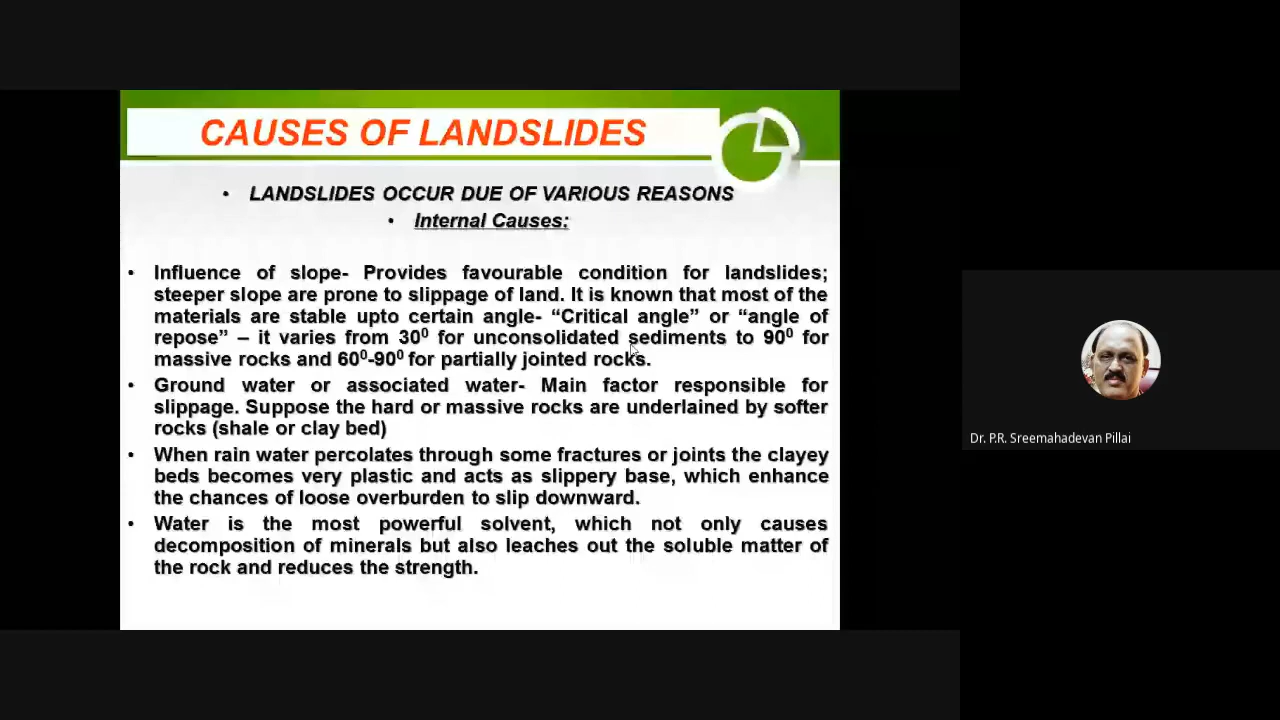 CAUSES OF LANDSLIDES
• LANDSLIDES OCCUR DUE OF VARIOUS REASONS
• Internal Causes:
• Influence of slope- Provides favourable condition for landslides;
steeper slope are prone to slippage of land. It is known that most of the
materials are stable upto certain angle- “Critical angle” or “angle of
repose” – it varies from 30⁰ for unconsolidated sediments to 90⁰ for
massive rocks and 60⁰-90⁰ for partially jointed rocks.
• Ground water or associated water- Main factor responsible for
slippage. Suppose the hard or massive rocks are underlained by softer
rocks (shale or clay bed)
• When rain water percolates through some fractures or joints the clayey
beds becomes very plastic and acts as slippery base, which enhance
the chances of loose overburden to slip downward.
• Water is the most powerful solvent, which not only causes
decomposition of minerals but also leaches out the soluble matter of
the rock and reduces the strength.
Dr. P.R. Sreemahadevan Pillai